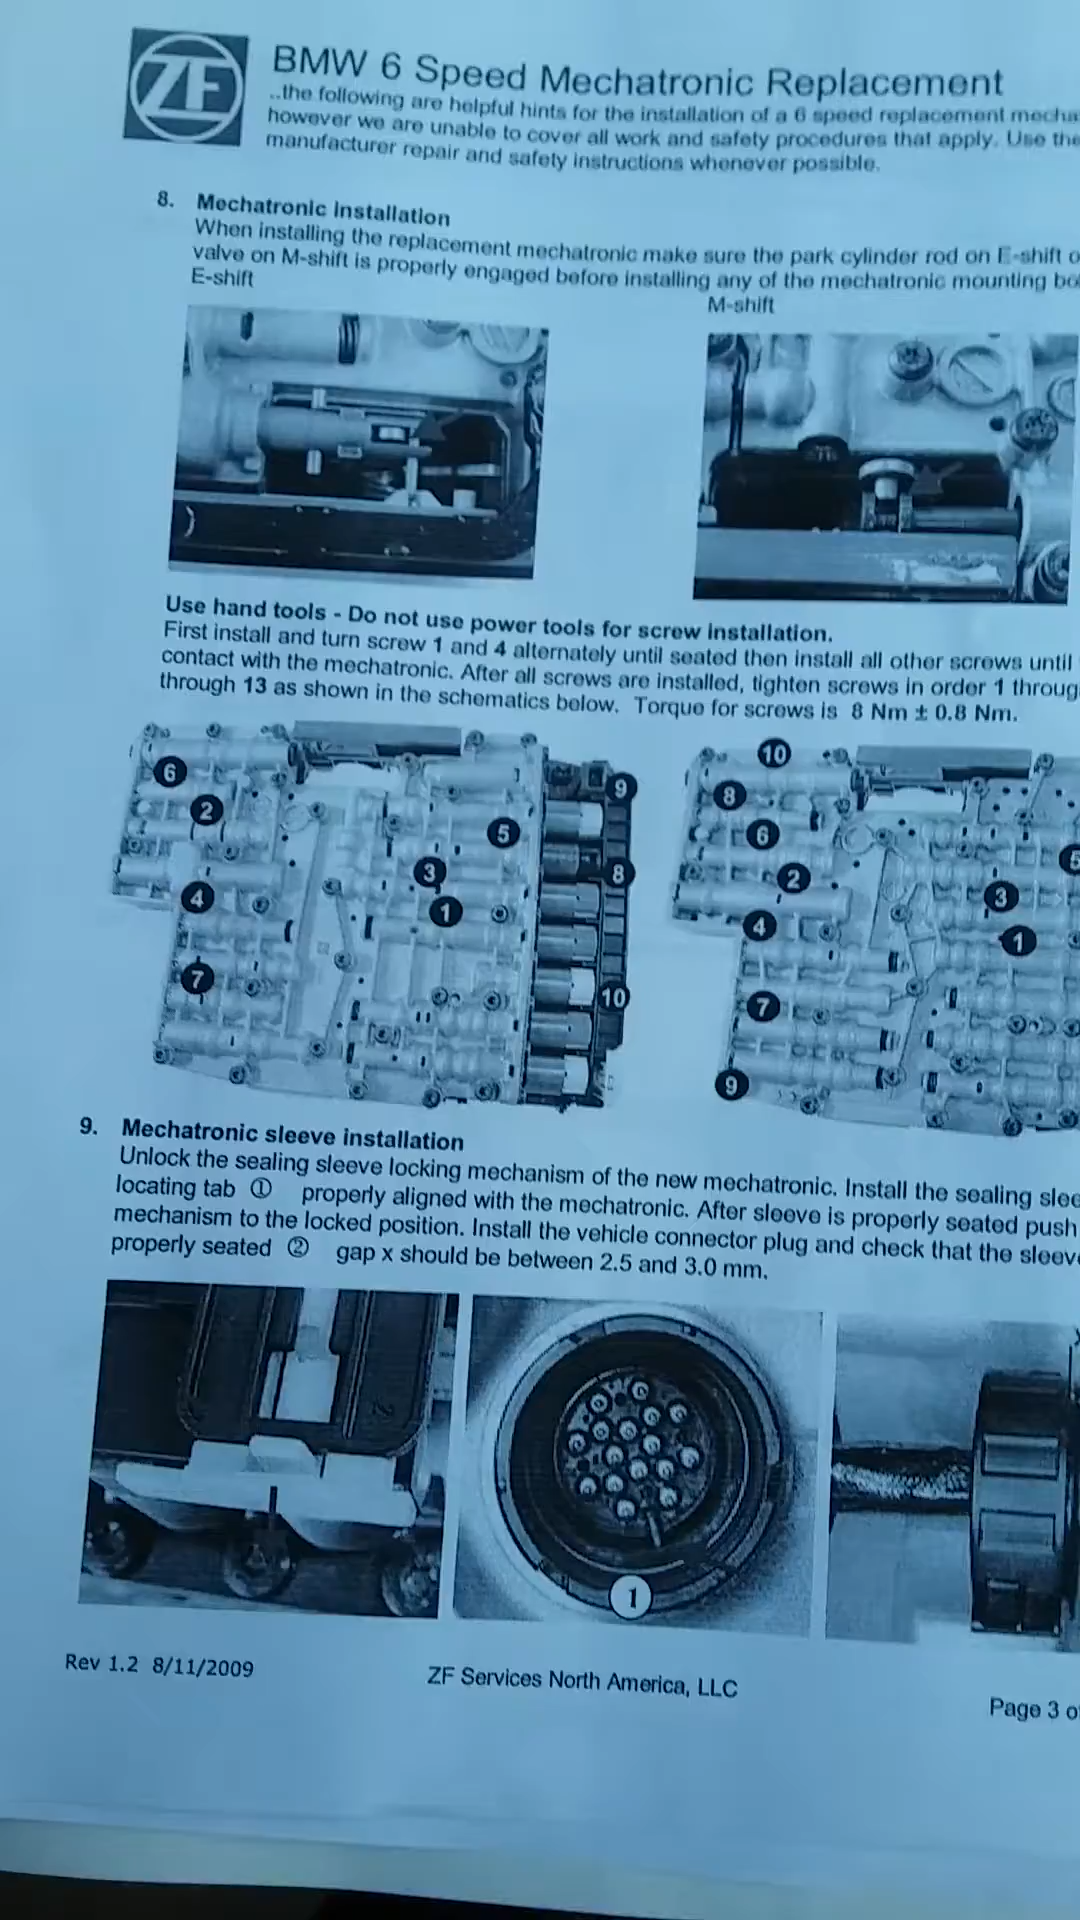 ZF
BMW 6 Speed Mechatronic Replacement
..the following are helpful hints for the installation of a 6 speed replacement mecha
however we are unable to cover all work and safety procedures that apply. Use the
manufacturer repair and safety instructions whenever possible.
8. Mechatronic installation
When installing the replacement mechatronic make sure the park cylinder rod on E-shift o
valve on M-shift is properly engaged before installing any of the mechatronic mounting bo
E-shift
M-shift
Use hand tools - Do not use power tools for screw installation.
First install and turn screw 1 and 4 alternately until seated then install all other screws until
contact with the mechatronic. After all screws are installed, tighten screws in order 1 throug
through 13 as shown in the schematics below. Torque for screws is 8 Nm ± 0.8 Nm.
6 2 4 7 3 1 5 9 8 10
10 8 6 2 4 7 9 3 1 5
9. Mechatronic sleeve installation
Unlock the sealing sleeve locking mechanism of the new mechatronic. Install the sealing slee
locating tab ① properly aligned with the mechatronic. After sleeve is properly seated push
mechanism to the locked position. Install the vehicle connector plug and check that the sleeve
properly seated ② gap x should be between 2.5 and 3.0 mm.
1
Rev 1.2 8/11/2009
ZF Services North America, LLC
Page 3 o